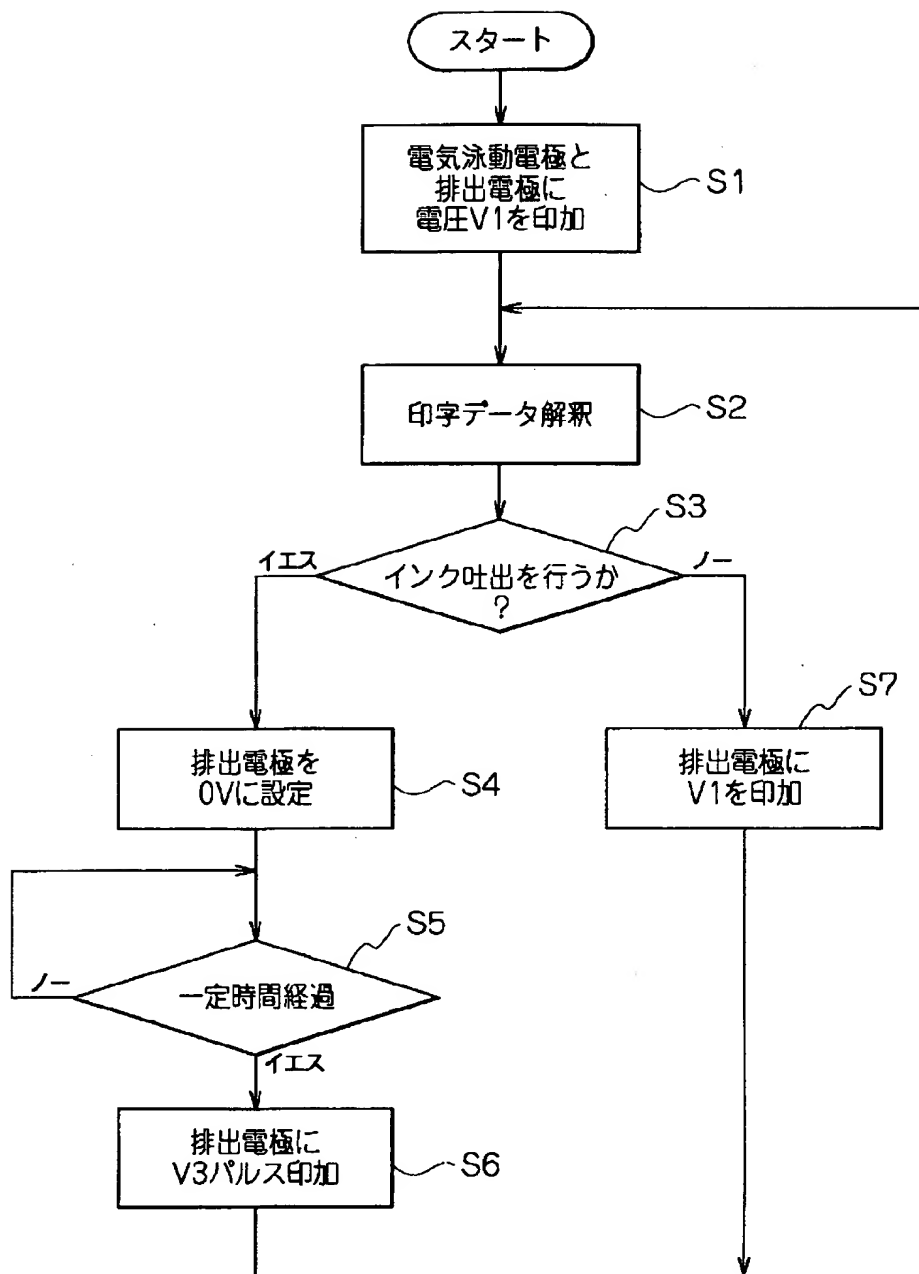 スタート
電気泳動電極と
排出電極に
電圧V1を印加
S1
印字データ解釈
S2
S3
イエス
インク吐出を行うか
?
ノー
S7
排出電極を
0Vに設定
S4
排出電極に
V1を印加
S5
ノー
一定時間経過
イエス
排出電極に
V3パルス印加
S6